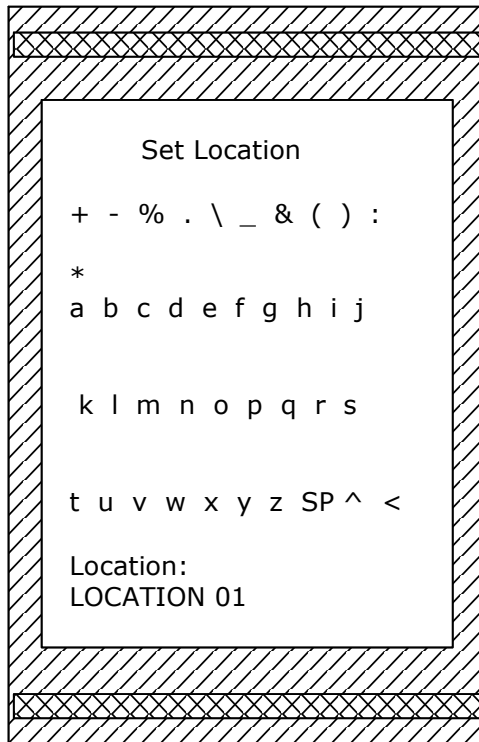 Set Location
+ - % . \ _ & ( ) :
*
a b c d e f g h i j
k l m n o p q r s
t u v w x y z SP ^ <
Location:
LOCATION 01